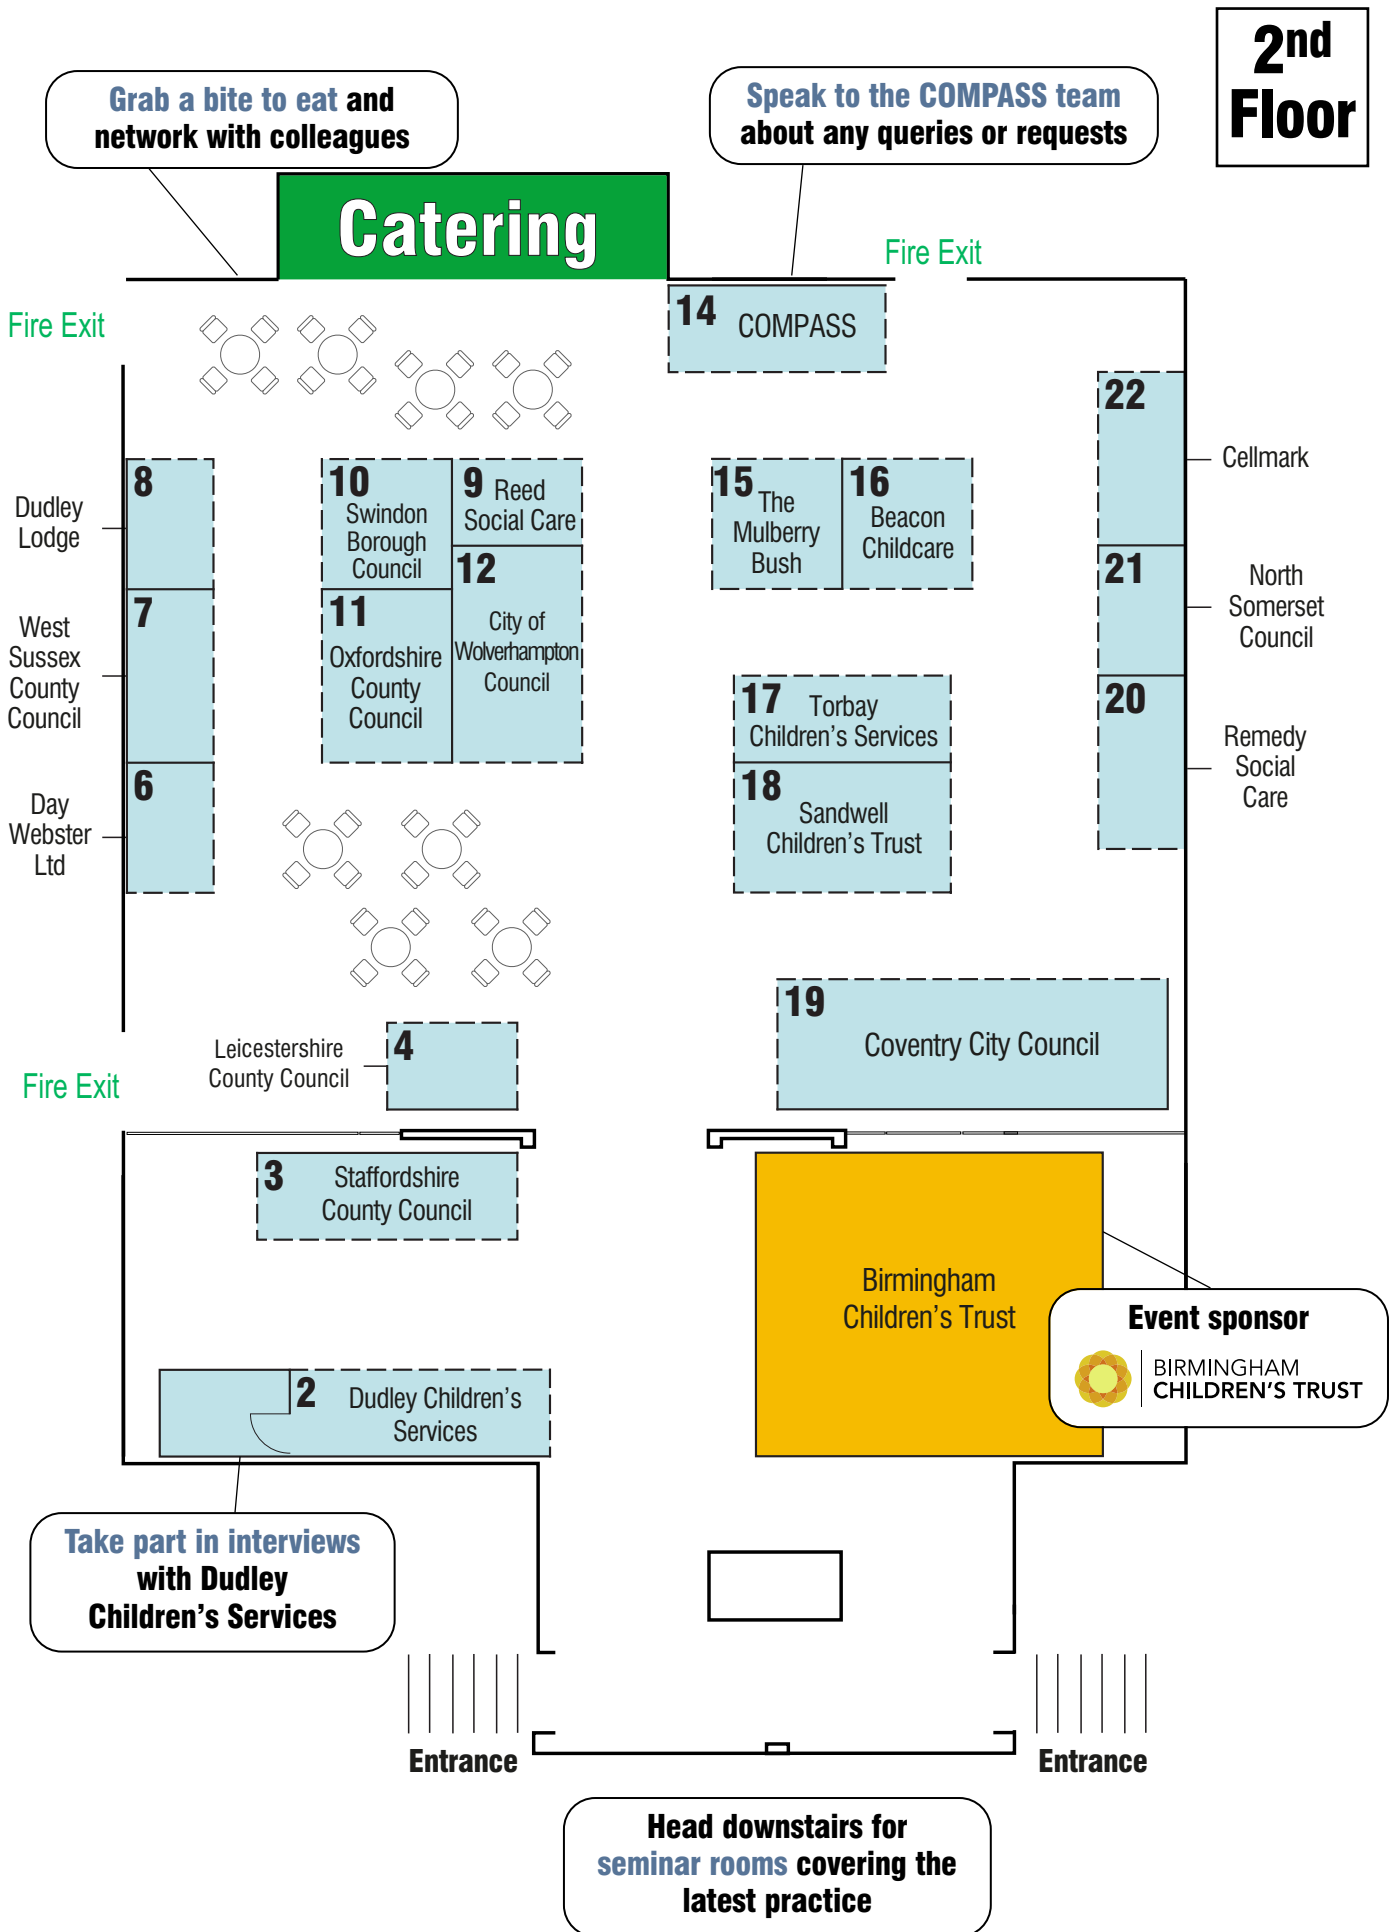 2nd
Floor
Grab a bite to eat and
network with colleagues
Speak to the COMPASS team
about any queries or requests
Catering
Fire Exit
Fire Exit
14 COMPASS
22
Cellmark
8
Dudley
Lodge
10
Swindon
Borough
Council
9 Reed
Social Care
15 The
Mulberry
Bush
16
Beacon
Childcare
12
City of
Wolverhampton
Council
21
North
Somerset
Council
7
West
Sussex
County
Council
11
Oxfordshire
County
Council
17 Torbay
Children's Services
20
Remedy
Social
Care
6
Day
Webster
Ltd
18
Sandwell
Children's Trust
19
Coventry City Council
4
Leicestershire
County Council
Fire Exit
3 Staffordshire
County Council
Birmingham
Children's Trust
Event sponsor
BIRMINGHAM
CHILDREN'S TRUST
2 Dudley Children's
Services
Take part in interviews
with Dudley
Children's Services
Entrance
Entrance
Head downstairs for
seminar rooms covering the
latest practice